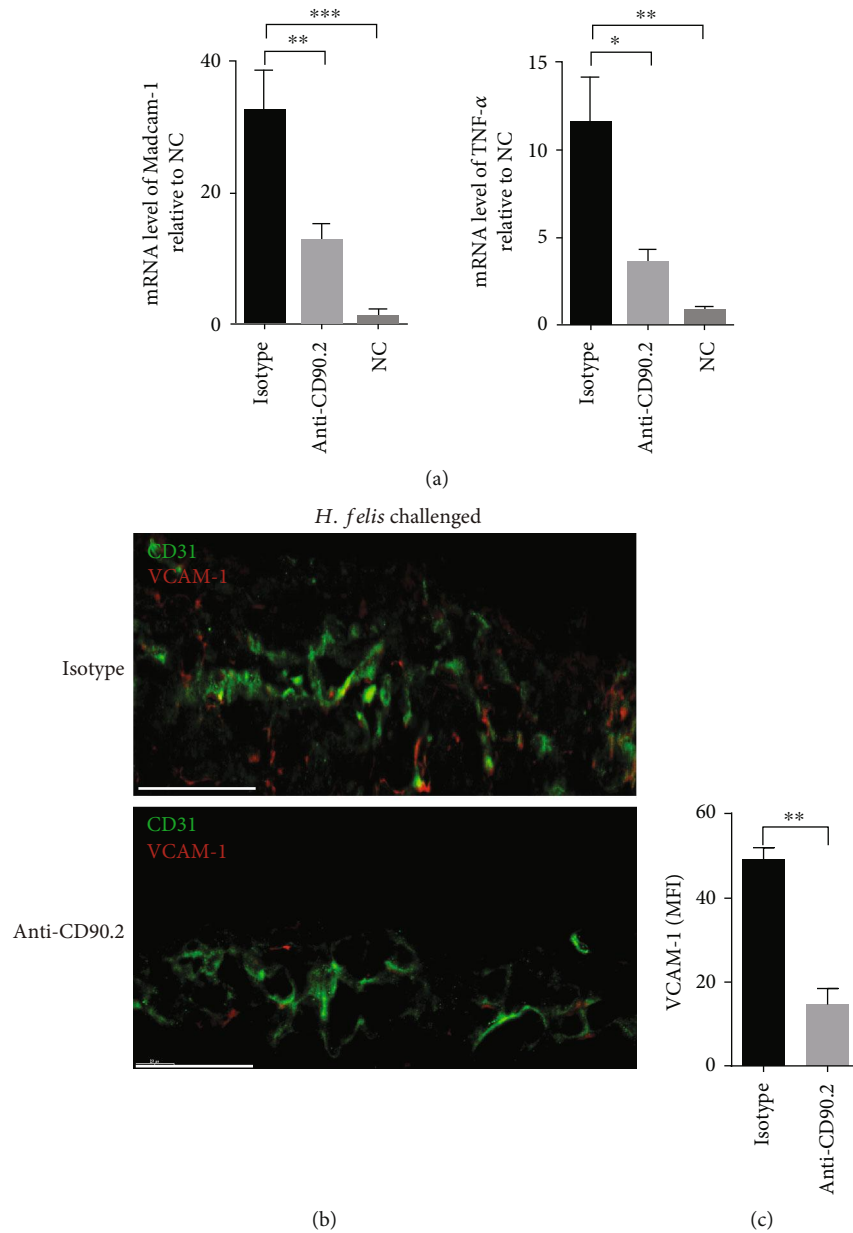 ***
**
40
20
0
mRNA level of Madcam-1
relative to NC
Isotype
Anti-CD90.2
NC
**
*
15
10
5
0
mRNA level of TNF-α
relative to NC
Isotype
Anti-CD90.2
NC
(a)
H. felis challenged
CD31
VCAM-1
Isotype
CD31
VCAM-1
Anti-CD90.2
(b)
**
60
40
20
0
VCAM-1 (MFI)
Isotype
Anti-CD90.2
(c)